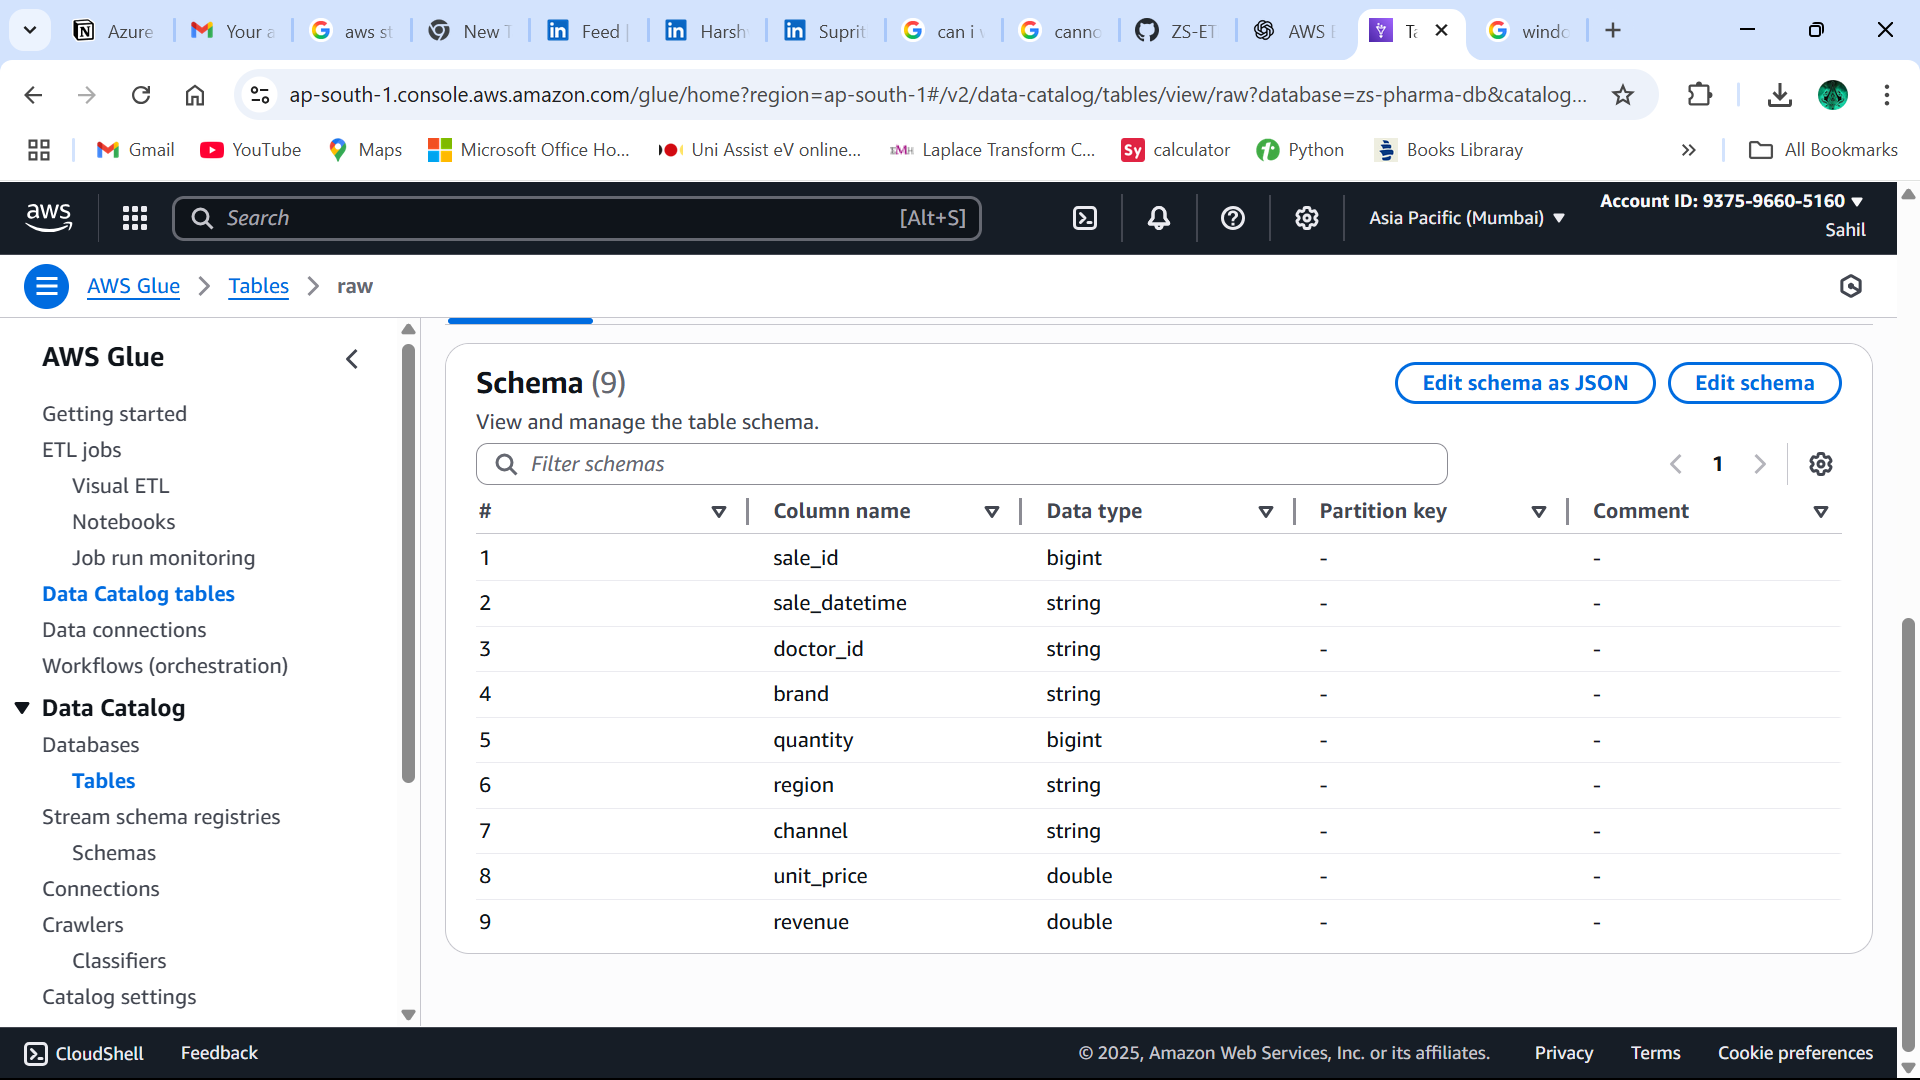 Azure
Your a
aws st
New T
Feed |
Harsh
Suprit
can i v
canno
ZS-ET
AWS E
Ta
windo
ap-south-1.console.aws.amazon.com/glue/home?region=ap-south-1#/v2/data-catalog/tables/view/raw?database=zs-pharma-db&catalog...
Gmail
YouTube
Maps
Microsoft Office Ho...
Uni Assist eV online...
Laplace Transform C...
Sy calculator
Python
Books Libraray
All Bookmarks
aws
Search [Alt+S]
Asia Pacific (Mumbai)
Account ID: 9375-9660-5160
Sahil
AWS Glue > Tables > raw
AWS Glue
Getting started
ETL jobs
Visual ETL
Notebooks
Job run monitoring
Data Catalog tables
Data connections
Workflows (orchestration)
Data Catalog
Databases
Tables
Stream schema registries
Schemas
Connections
Crawlers
Classifiers
Catalog settings
Schema (9)
Edit schema as JSON
Edit schema
View and manage the table schema.
Filter schemas
1
# Column name Data type Partition key Comment
1 sale_id bigint - -
2 sale_datetime string - -
3 doctor_id string - -
4 brand string - -
5 quantity bigint - -
6 region string - -
7 channel string - -
8 unit_price double - -
9 revenue double - -
CloudShell Feedback © 2025, Amazon Web Services, Inc. or its affiliates. Privacy Terms Cookie preferences